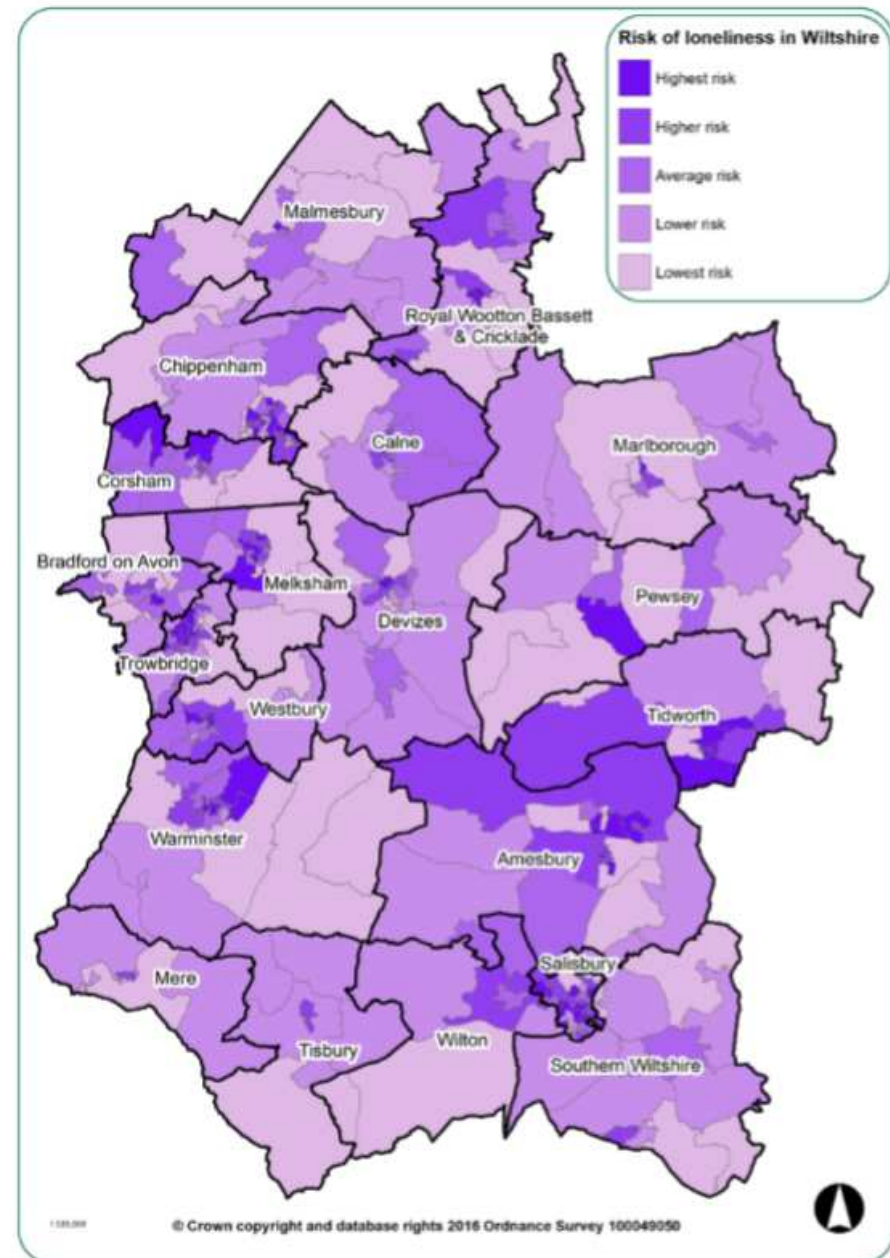 Risk of loneliness in Wiltshire
Highest risk
Higher risk
Average risk
Lower risk
Lowest risk
Malmesbury
Royal Wootton Bassett
& Cricklade
Chippenham
Calne
Marlborough
Corsham
Bradford on Avon
Melksham
Devizes
Pewsey
Trowbridge
Westbury
Tidworth
Warminster
Amesbury
Salisbury
Mere
Wilton
Tisbury
Southern Wiltshire
© Crown copyright and database rights 2016 Ordnance Survey 100049050